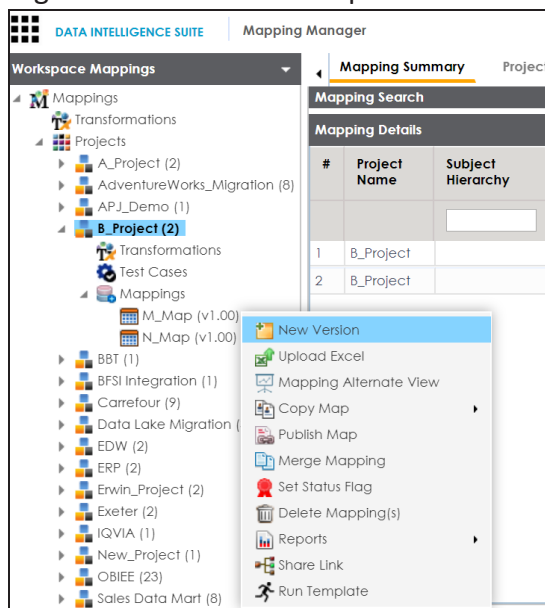 DATA INTELLIGENCE SUITE Mapping Manager
Workspace Mappings
Mappings
Transformations
Projects
A_Project (2)
AdventureWorks_Migration (8)
APJ_Demo (1)
B_Project (2)
Transformations
Test Cases
Mappings
M_Map (v1.00)
N_Map (v1.00)
BBT (1)
BFSI Integration (1)
Carrefour (9)
Data Lake Migration (
EDW (2)
ERP (2)
Erwin_Project (2)
Exeter (2)
IQVIA (1)
New_Project (1)
OBIEE (23)
Sales Data Mart (8)
Mapping Summary Project
Mapping Search
Mapping Details
# Project Name Subject Hierarchy
1 B_Project
2 B_Project
New Version
Upload Excel
Mapping Alternate View
Copy Map
Publish Map
Merge Mapping
Set Status Flag
Delete Mapping(s)
Reports
Share Link
Run Template